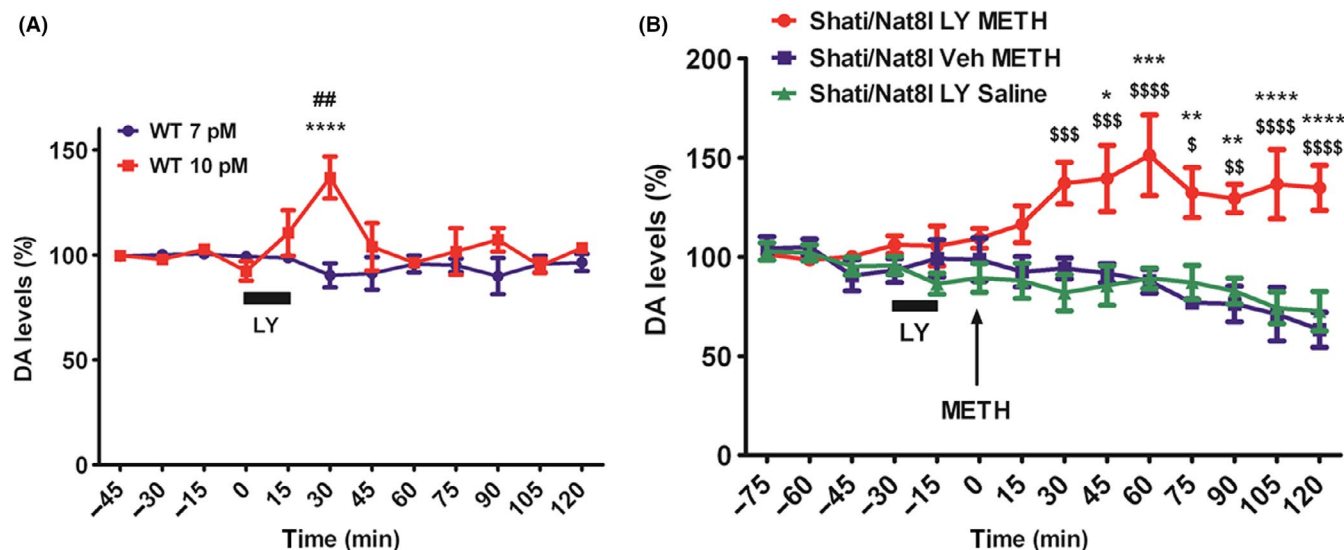 (A)
WT 7 pM
WT 10 pM
##
****
150
100
50
0
DA levels (%)
LY
–45 –30 –15 0 15 30 45 60 75 90 105 120
Time (min)
(B)
Shati/Nat8l LY METH
Shati/Nat8l Veh METH
Shati/Nat8l LY Saline
200
150
100
50
0
DA levels (%)
* *** ** ** **** ****
$$$ $$$ $$$$ $ $$ $$$$ $$$$
LY
METH
–75 –60 –45 –30 –15 0 15 30 45 60 75 90 105 120
Time (min)